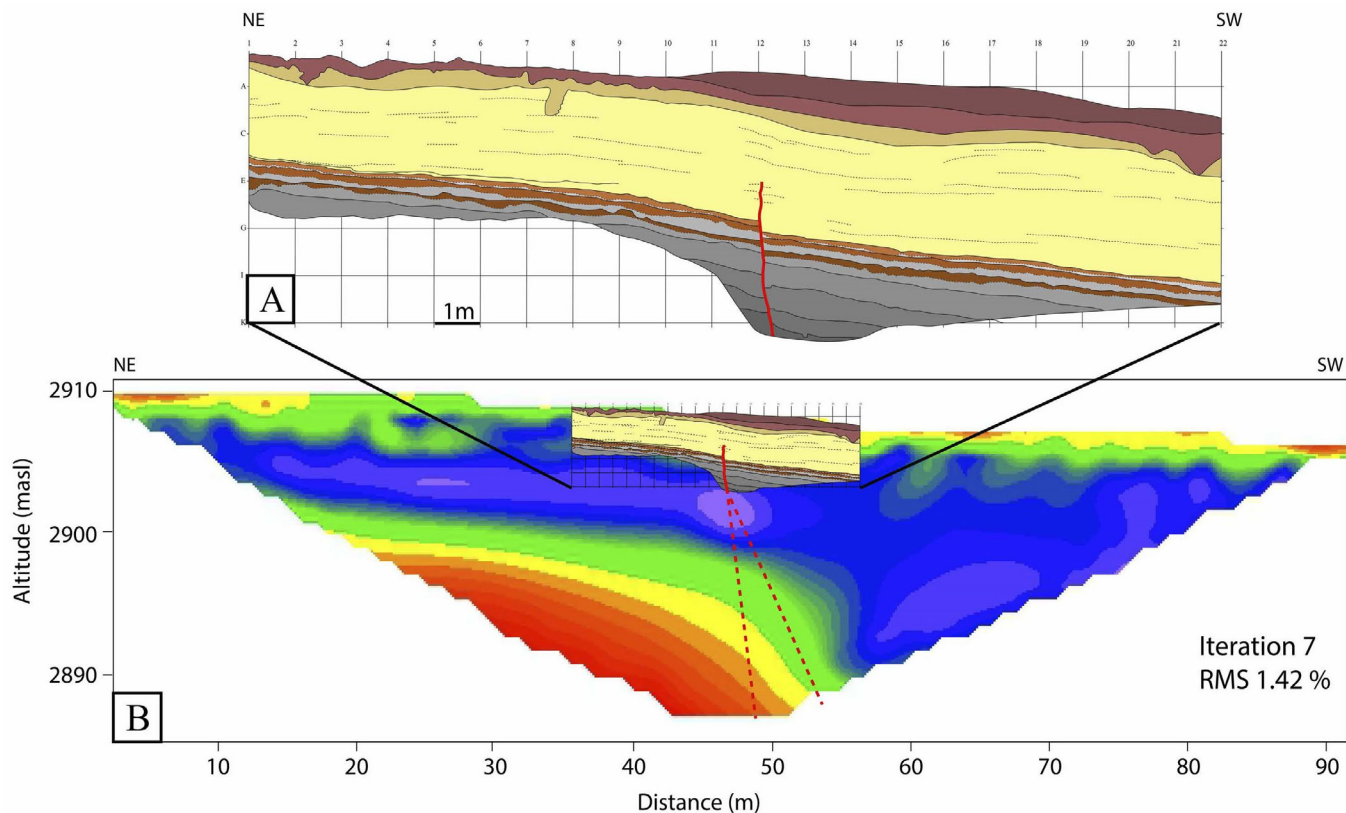 NE SW
1 2 3 4 5 6 7 8 9 10 11 12 13 14 15 16 17 18 19 20 21 22
A
C
E
G
I
K
A
1m
NE SW
2910
2900
2890
Altitude (masl)
Iteration 7
RMS 1.42 %
B
10 20 30 40 50 60 70 80 90
Distance (m)